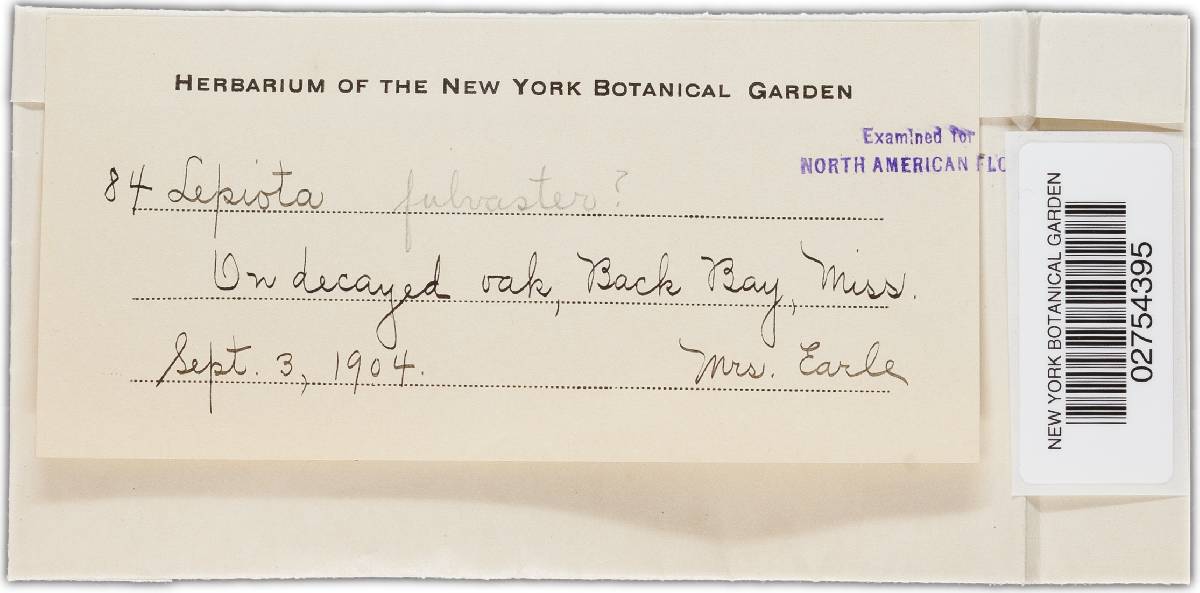 HERBARIUM OF THE NEW YORK BOTANICAL GARDEN
Examined for
NORTH AMERICAN FLO
84 Lepiota fulvaster?
On decayed oak, Back Bay, Miss.
Sept. 3, 1904. Mrs. Earle
NEW YORK BOTANICAL GARDEN
02754395